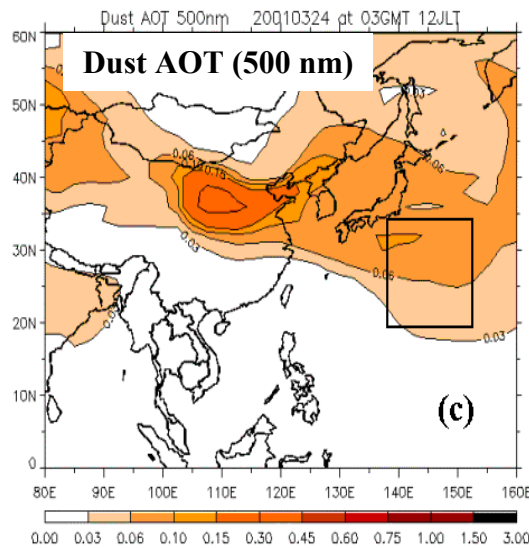 Dust AOT 500nm 20010324 at 03GMT 12JLT
Dust AOT (500 nm)
60N
50N
40N
30N
20N
10N
0
0.06
0.15
0.06
0.03
0.06
0.03
(c)
80E 90E 100E 110E 120E 130E 140E 150E 160E
0.00 0.03 0.06 0.10 0.15 0.30 0.45 0.60 0.75 1.00 1.50 3.00